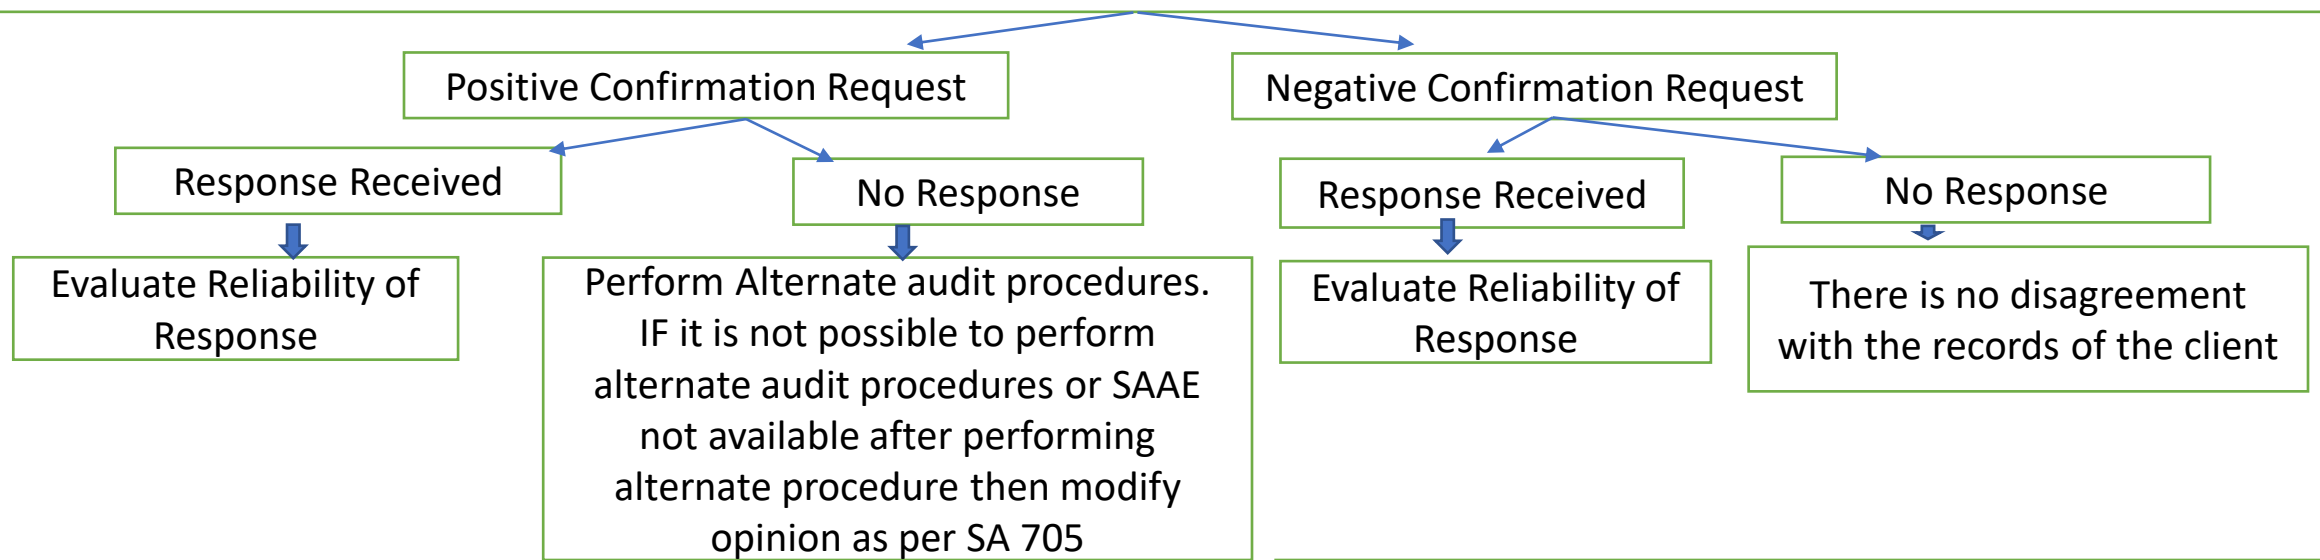 Positive Confirmation Request
Negative Confirmation Request
Response Received
No Response
Response Received
No Response
Evaluate Reliability of
Response
Perform Alternate audit procedures.
IF it is not possible to perform
alternate audit procedures or SAAE
not available after performing
alternate procedure then modify
opinion as per SA 705
Evaluate Reliability of
Response
There is no disagreement
with the records of the client